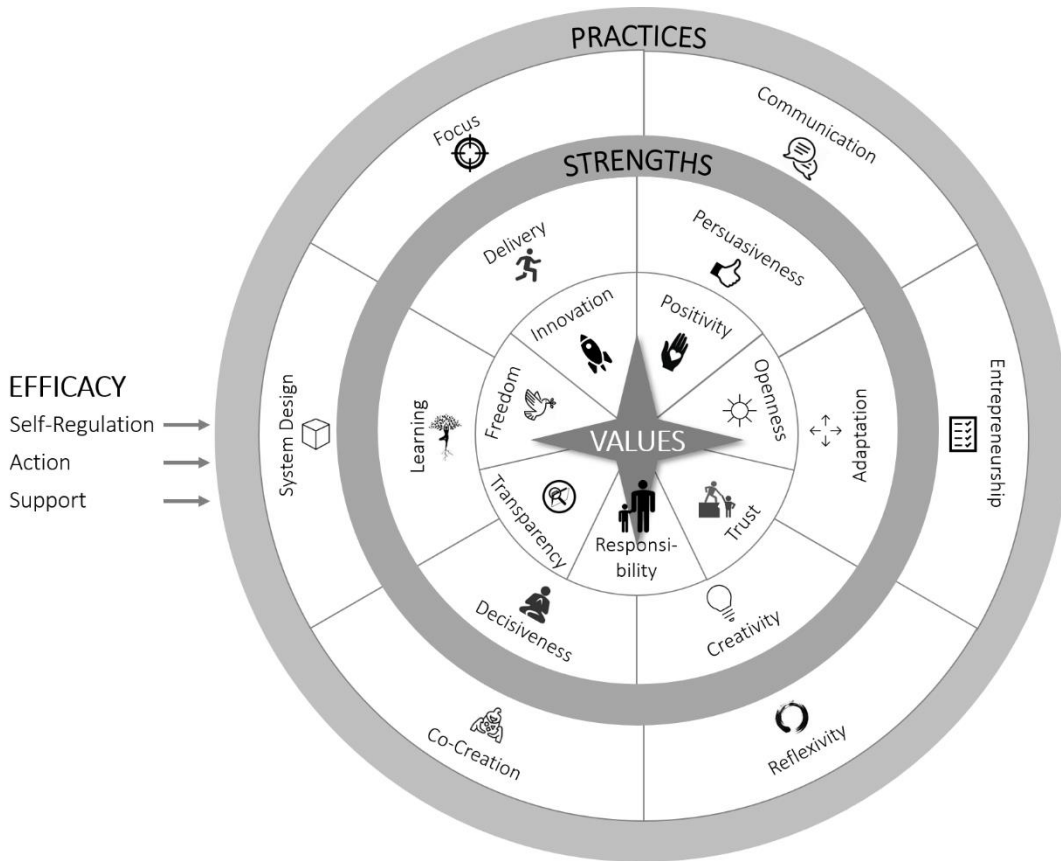 PRACTICES
Focus
Communication
System Design
Entrepreneurship
Co-Creation
Reflexivity
STRENGTHS
Delivery
Persuasiveness
Learning
Adaptation
Decisiveness
Creativity
VALUES
Innovation
Positivity
Freedom
Openness
Transparency
Responsi-
bility
Trust
EFFICACY
Self-Regulation
Action
Support